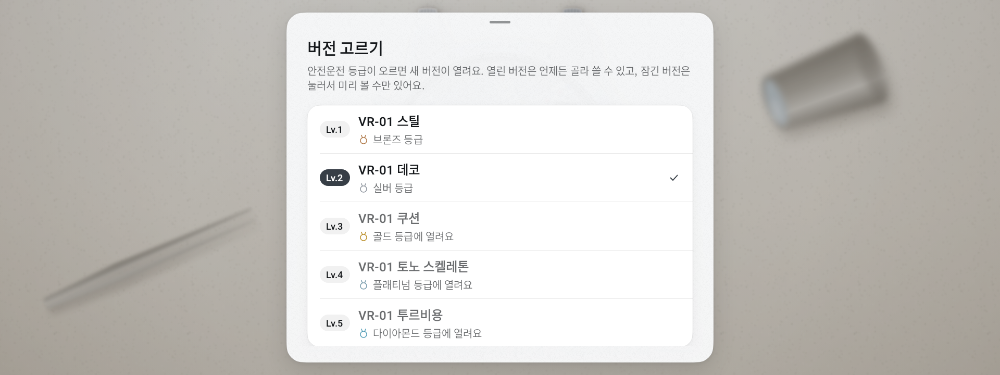 버전 고르기
안전운전 등급이 오르면 새 버전이 열려요. 열린 버전은 언제든 골라 쓸 수 있고, 잠긴 버전은
눌러서 미리 볼 수만 있어요.
Lv.1 VR-01 스틸
브론즈 등급
Lv.2 VR-01 데코
실버 등급
Lv.3 VR-01 쿠션
골드 등급에 열려요
Lv.4 VR-01 토노 스켈레톤
플래티넘 등급에 열려요
Lv.5 VR-01 투르비용
다이아몬드 등급에 열려요